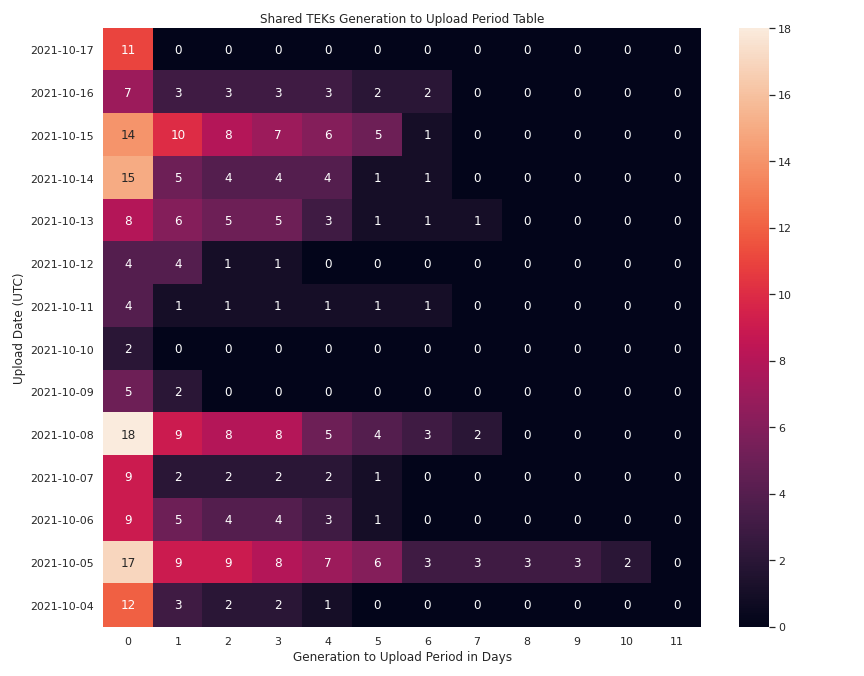 Shared TEKs Generation to Upload Period Table
Upload Date (UTC)
2021-10-17 11 0 0 0 0 0 0 0 0 0 0 0
2021-10-16 7 3 3 3 3 2 2 0 0 0 0 0
2021-10-15 14 10 8 7 6 5 1 0 0 0 0 0
2021-10-14 15 5 4 4 4 1 1 0 0 0 0 0
2021-10-13 8 6 5 5 3 1 1 1 0 0 0 0
2021-10-12 4 4 1 1 0 0 0 0 0 0 0 0
2021-10-11 4 1 1 1 1 1 1 0 0 0 0 0
2021-10-10 2 0 0 0 0 0 0 0 0 0 0 0
2021-10-09 5 2 0 0 0 0 0 0 0 0 0 0
2021-10-08 18 9 8 8 5 4 3 2 0 0 0 0
2021-10-07 9 2 2 2 2 1 0 0 0 0 0 0
2021-10-06 9 5 4 4 3 1 0 0 0 0 0 0
2021-10-05 17 9 9 8 7 6 3 3 3 3 2 0
2021-10-04 12 3 2 2 1 0 0 0 0 0 0 0
0 1 2 3 4 5 6 7 8 9 10 11
Generation to Upload Period in Days
18
16
14
12
10
8
6
4
2
0